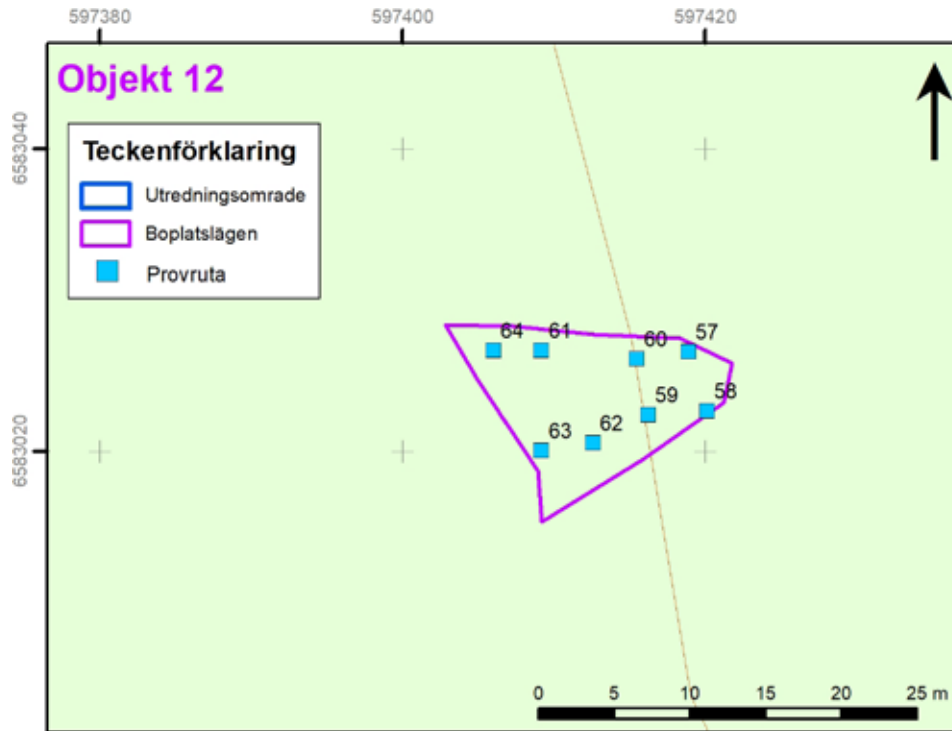 597380 597400 597420
Objekt 12
6583040
Teckenförklaring
Utredningsomrade
Boplatslägen
Provruta
64 61 60 57
59 58
63 62
6583020
0 5 10 15 20 25 m